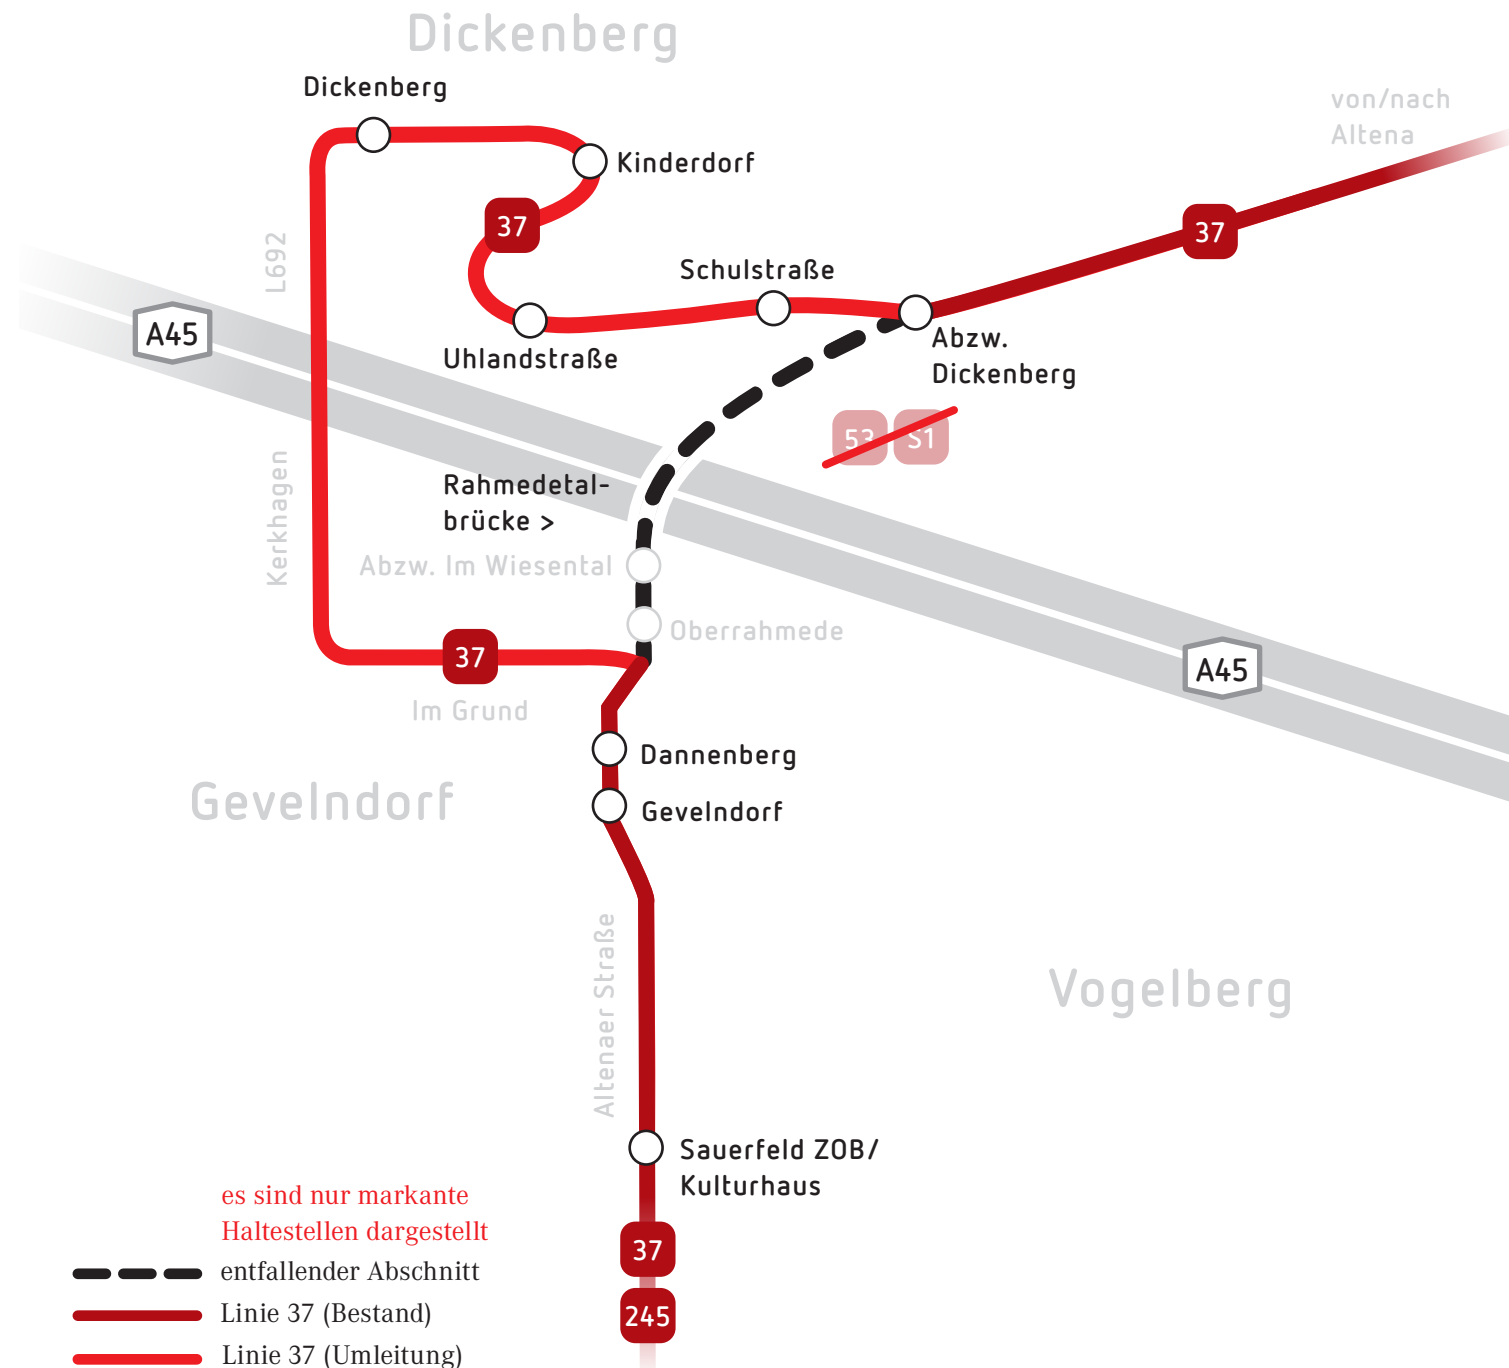 Dickenberg
Dickenberg
von/nach
Altena
Kinderdorf
37
37
L692
Schulstraße
A45
Abzw.
Dickenberg
Uhlandstraße
53
S1
Kerkhagen
Rahmedetal-
brücke >
Abzw. Im Wiesental
Oberrahmede
37
A45
Im Grund
Dannenberg
Gevelndorf
Gevelndorf
Altenaer Straße
Vogelberg
Sauerfeld ZOB/
Kulturhaus
es sind nur markante
Haltestellen dargestellt
37
entfallender Abschnitt
Linie 37 (Bestand)
245
Linie 37 (Umleitung)